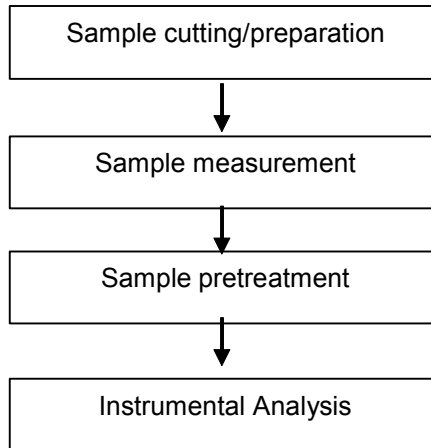 Sample cutting/preparation
Sample measurement
Sample pretreatment
Instrumental Analysis